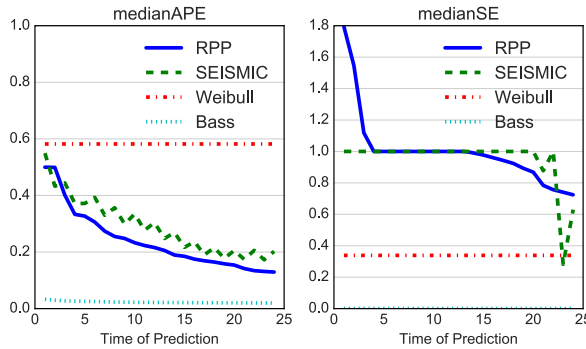 medianAPE
1.0
0.8
0.6
0.4
0.2
0.0
0 5 10 15 20 25
Time of Prediction
RPP
SEISMIC
Weibull
Bass
medianSE
1.8
1.6
1.4
1.2
1.0
0.8
0.6
0.4
0.2
0.0
0 5 10 15 20 25
Time of Prediction
RPP
SEISMIC
Weibull
Bass